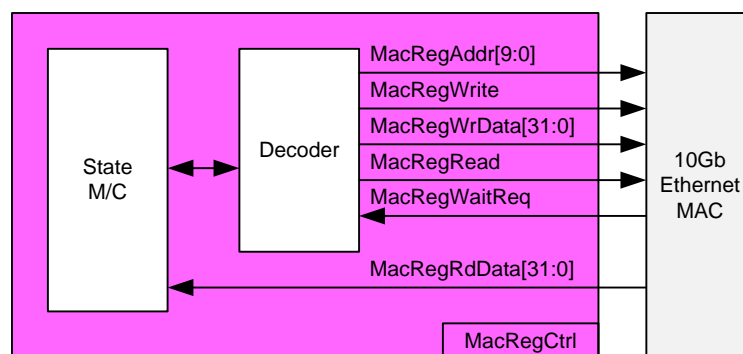 State
M/C
Decoder
MacRegAddr[9:0]
MacRegWrite
MacRegWrData[31:0]
MacRegRead
MacRegWaitReq
MacRegRdData[31:0]
10Gb
Ethernet
MAC
MacRegCtrl